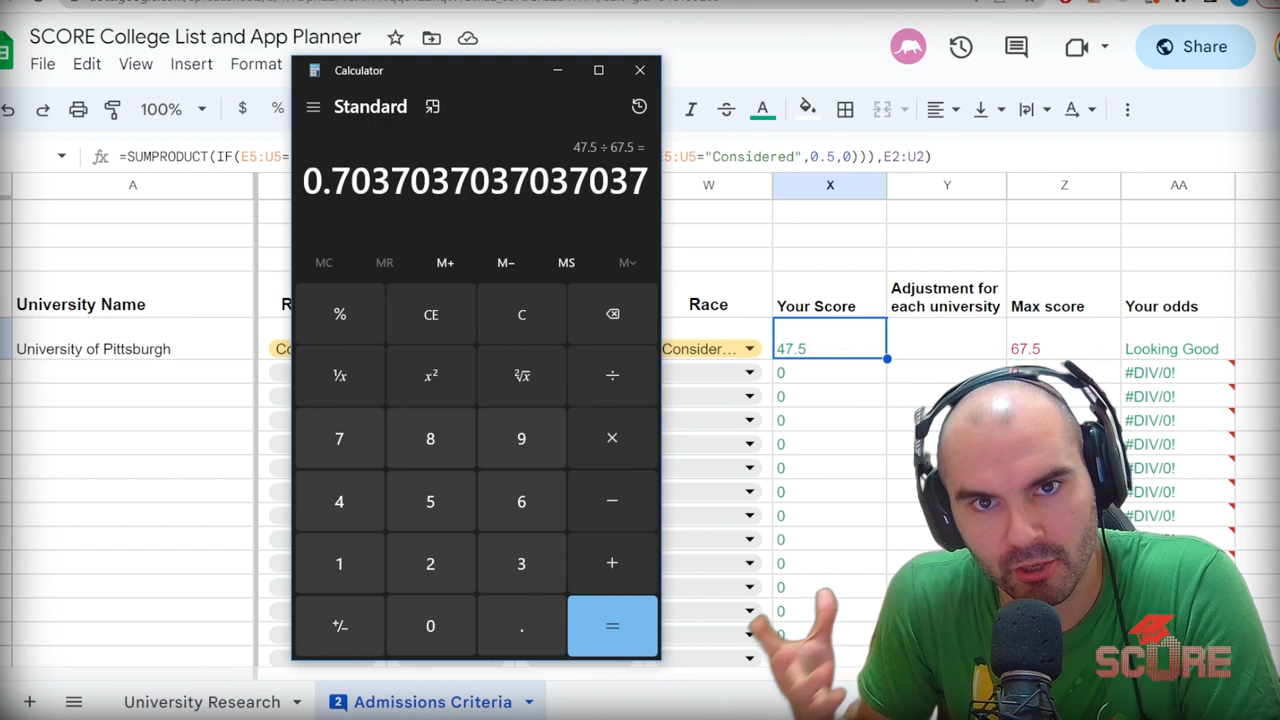 SCORE College List and App Planner
File Edit View Insert Format
Share
100% $ %
=SUMPRODUCT(IF(E5:U5=
:U5="Considered",0.5,0))),E2:U2)
A W X Y Z AA
University Name
Race
Your Score
Adjustment for
each university
Max score
Your odds
University of Pittsburgh
Consider...
47.5
67.5
Looking Good
0
#DIV/0!
0
#DIV/0!
0
#DIV/0!
0
#DIV/0!
0
#DIV/0!
0
#DIV/0!
0
#DIV/0!
0
0
0
0
0
Calculator
Standard
47.5 ÷ 67.5 =
0.7037037037037037
MC MR M+ M− MS M
% CE C
¹/x x² ²√x ÷
7 8 9 ×
4 5 6 −
1 2 3 +
+/− 0 . =
SCORE
University Research
2 Admissions Criteria